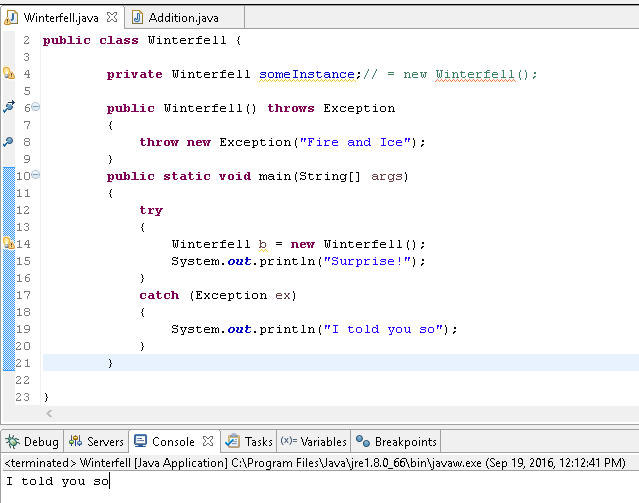 Winterfell.java Addition.java
2 public class Winterfell {
3
4 private Winterfell someInstance;// = new Winterfell();
5
6 public Winterfell() throws Exception
7 {
8 throw new Exception("Fire and Ice");
9 }
10 public static void main(String[] args)
11 {
12 try
13 {
14 Winterfell b = new Winterfell();
15 System.out.println("Surprise!");
16 }
17 catch (Exception ex)
18 {
19 System.out.println("I told you so");
20 }
21 }
22
23 }
Debug Servers Console Tasks (x)= Variables Breakpoints
<terminated> Winterfell [Java Application] C:\Program Files\Java\jre1.8.0_66\bin\javaw.exe (Sep 19, 2016, 12:12:41 PM)
I told you so